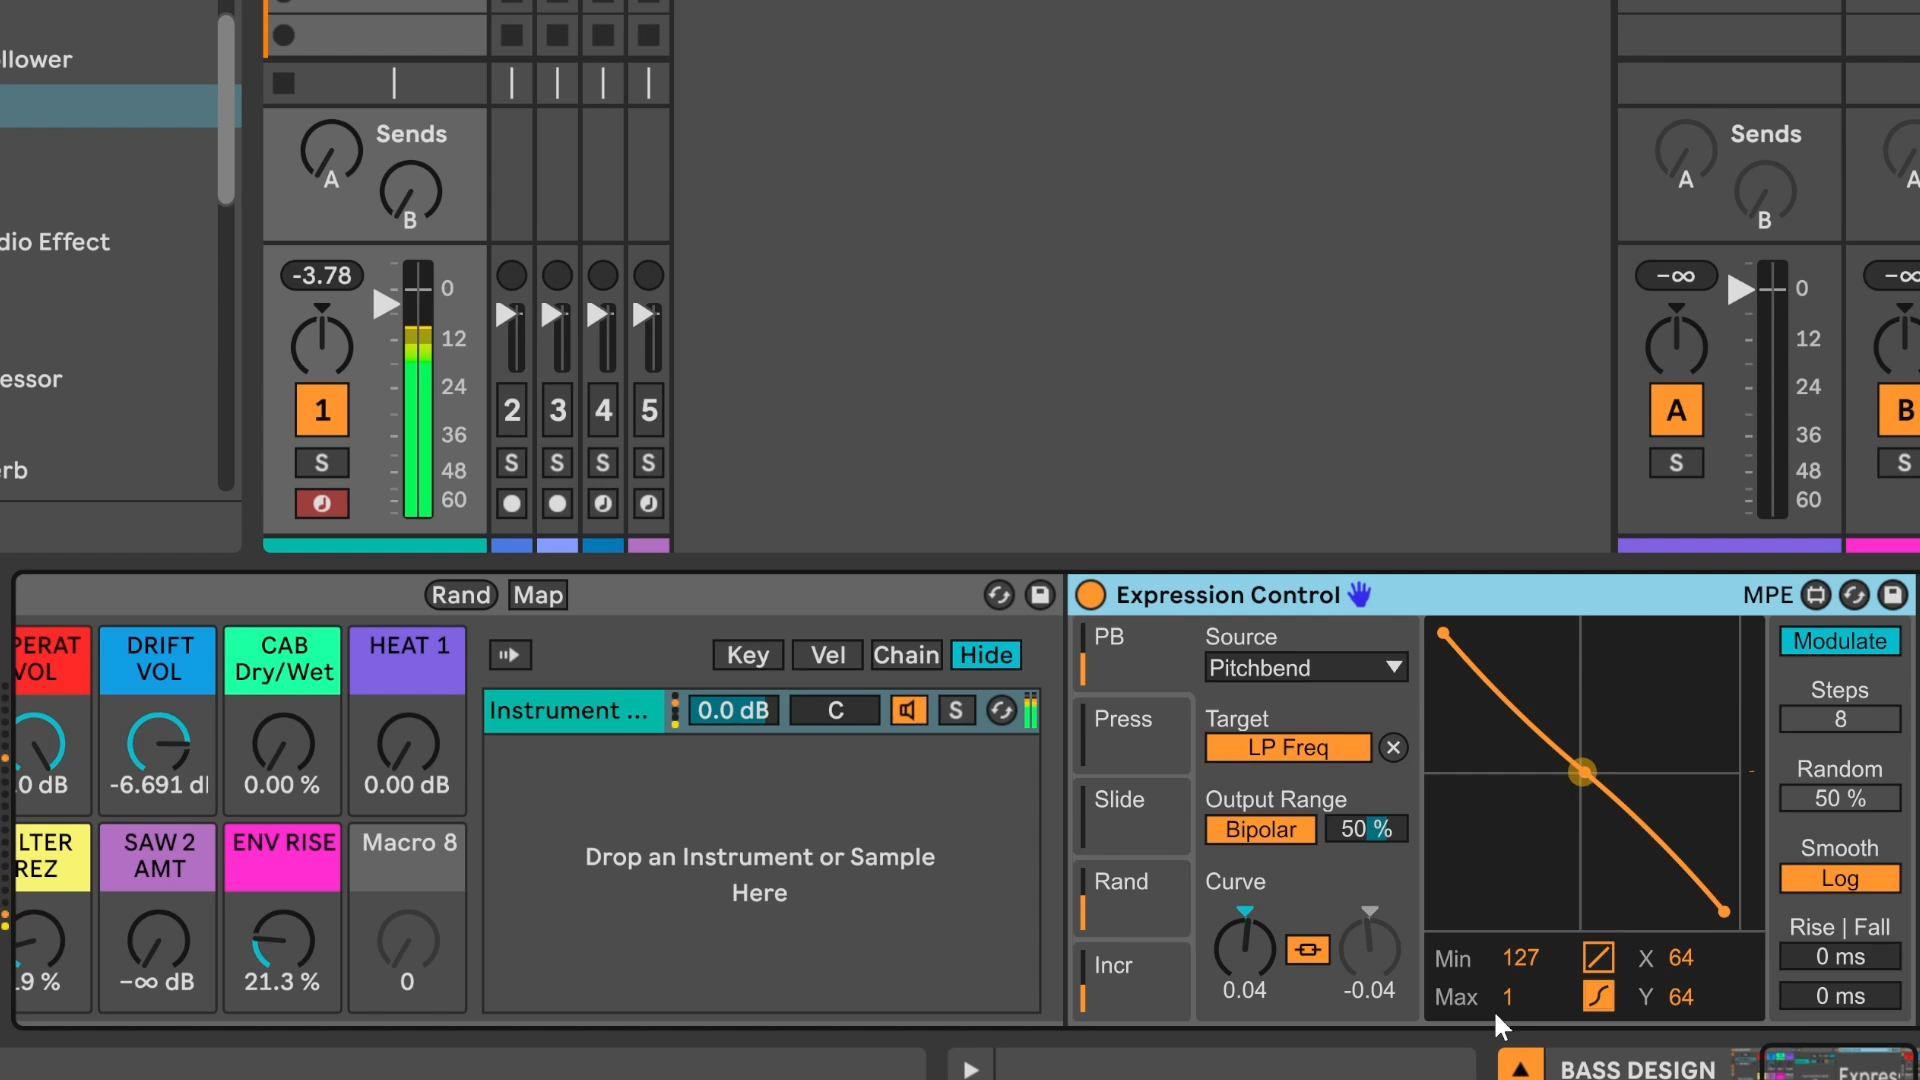 llower
dio Effect
essor
rb
Sends
A
B
-3.78
0
12
24
36
48
60
1
S
2
3
4
5
S
S
S
S
Sends
A
B
-∞
0
12
24
36
48
60
A
S
A
-∞
B
S
Rand
Map
PERAT
VOL
DRIFT
VOL
CAB
Dry/Wet
HEAT 1
0 dB
-6.691 dl
0.00 %
0.00 dB
LTER
REZ
SAW 2
AMT
ENV RISE
Macro 8
.9 %
-∞ dB
21.3 %
0
Key
Vel
Chain
Hide
Instrument ...
0.0 dB
C
S
Drop an Instrument or Sample
Here
Expression Control
MPE
PB
Press
Slide
Rand
Incr
Source
Pitchbend
Target
LP Freq
Output Range
Bipolar
50 %
Curve
0.04
-0.04
Min 127
X 64
Max 1
Y 64
Modulate
Steps
8
Random
50 %
Smooth
Log
Rise | Fall
0 ms
0 ms
BASS DESIGN
Expres